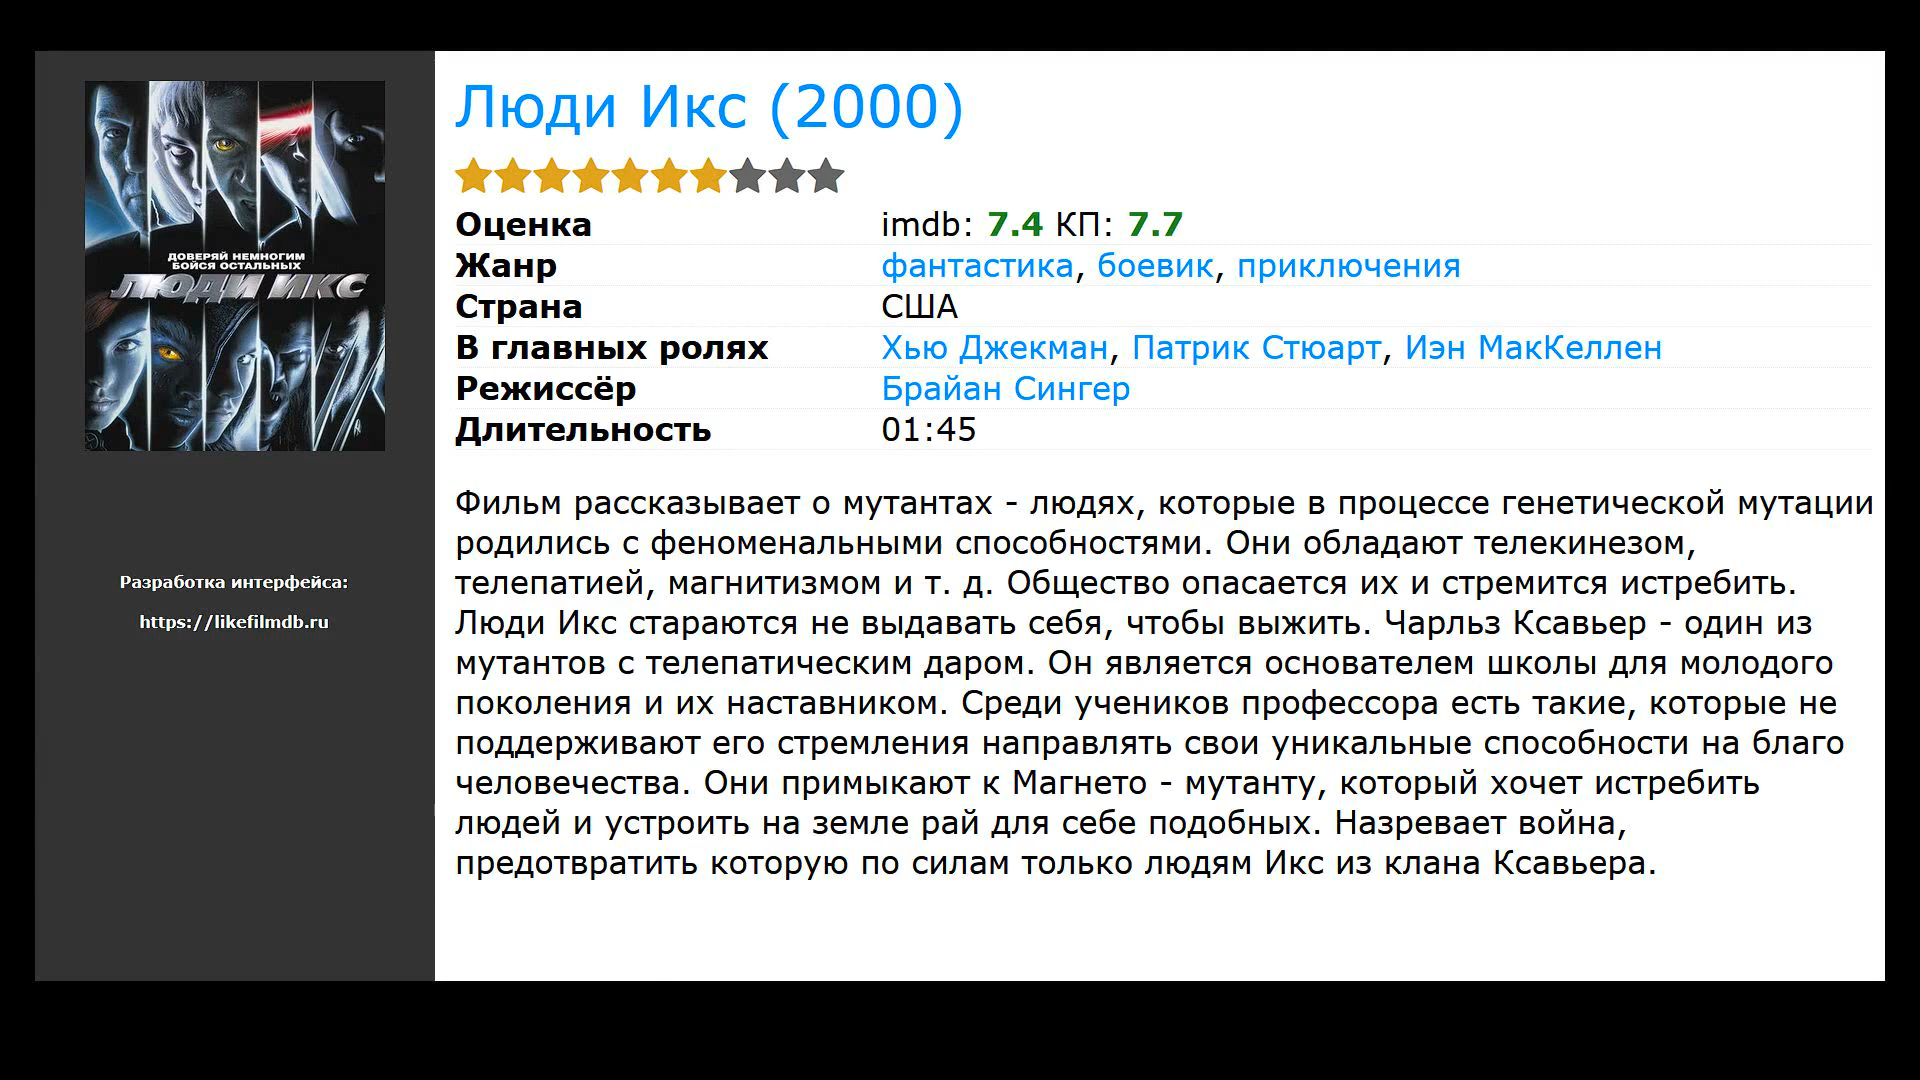 Люди Икс (2000)
Оценка imdb: 7.4 КП: 7.7
Жанр фантастика, боевик, приключения
Страна США
В главных ролях Хью Джекман, Патрик Стюарт, Иэн МакКеллен
Режиссёр Брайан Сингер
Длительность 01:45
Фильм рассказывает о мутантах - людях, которые в процессе генетической мутации
родились с феноменальными способностями. Они обладают телекинезом,
телепатией, магнитизмом и т. д. Общество опасается их и стремится истребить.
Люди Икс стараются не выдавать себя, чтобы выжить. Чарльз Ксавьер - один из
мутантов с телепатическим даром. Он является основателем школы для молодого
поколения и их наставником. Среди учеников профессора есть такие, которые не
поддерживают его стремления направлять свои уникальные способности на благо
человечества. Они примыкают к Магнето - мутанту, который хочет истребить
людей и устроить на земле рай для себе подобных. Назревает война,
предотвратить которую по силам только людям Икс из клана Ксавьера.
ДОВЕРЯЙ НЕМНОГИМ
БОЙСЯ ОСТАЛЬНЫХ
ЛЮДИ ИКС
Разработка интерфейса:
https://likefilmdb.ru